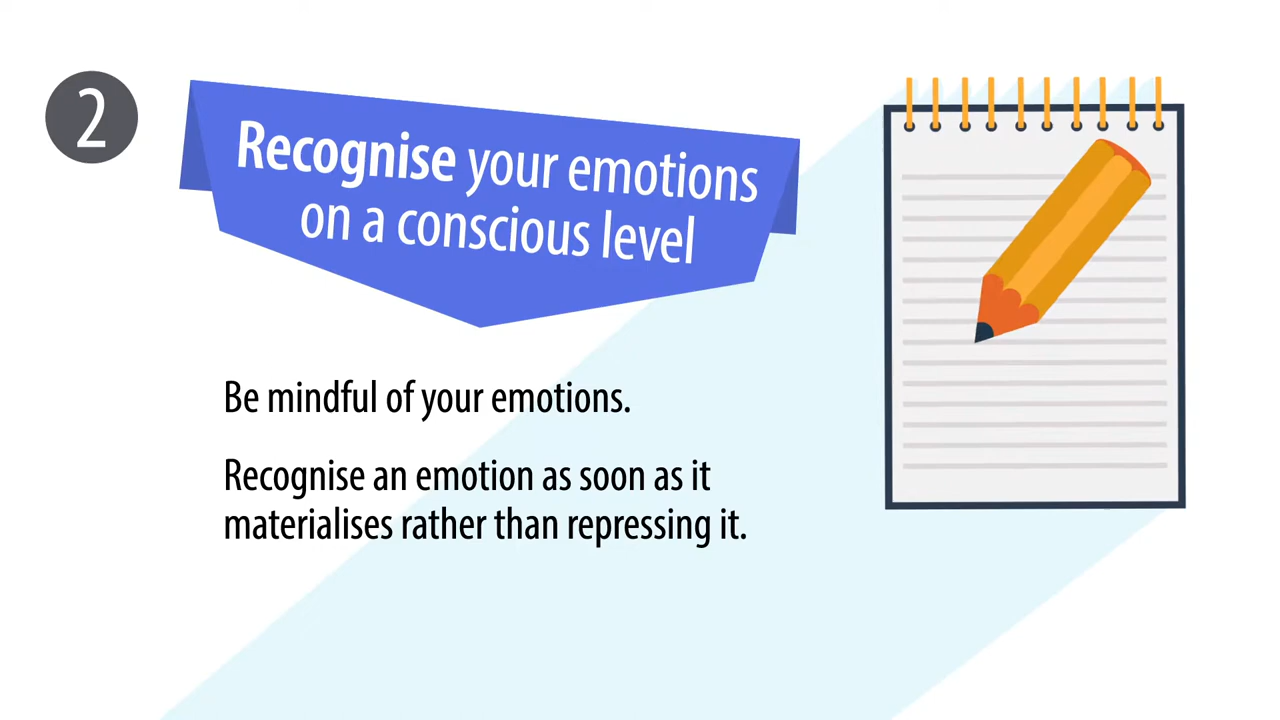 2
Recognise your emotions
on a conscious level
Be mindful of your emotions.
Recognise an emotion as soon as it
materialises rather than repressing it.